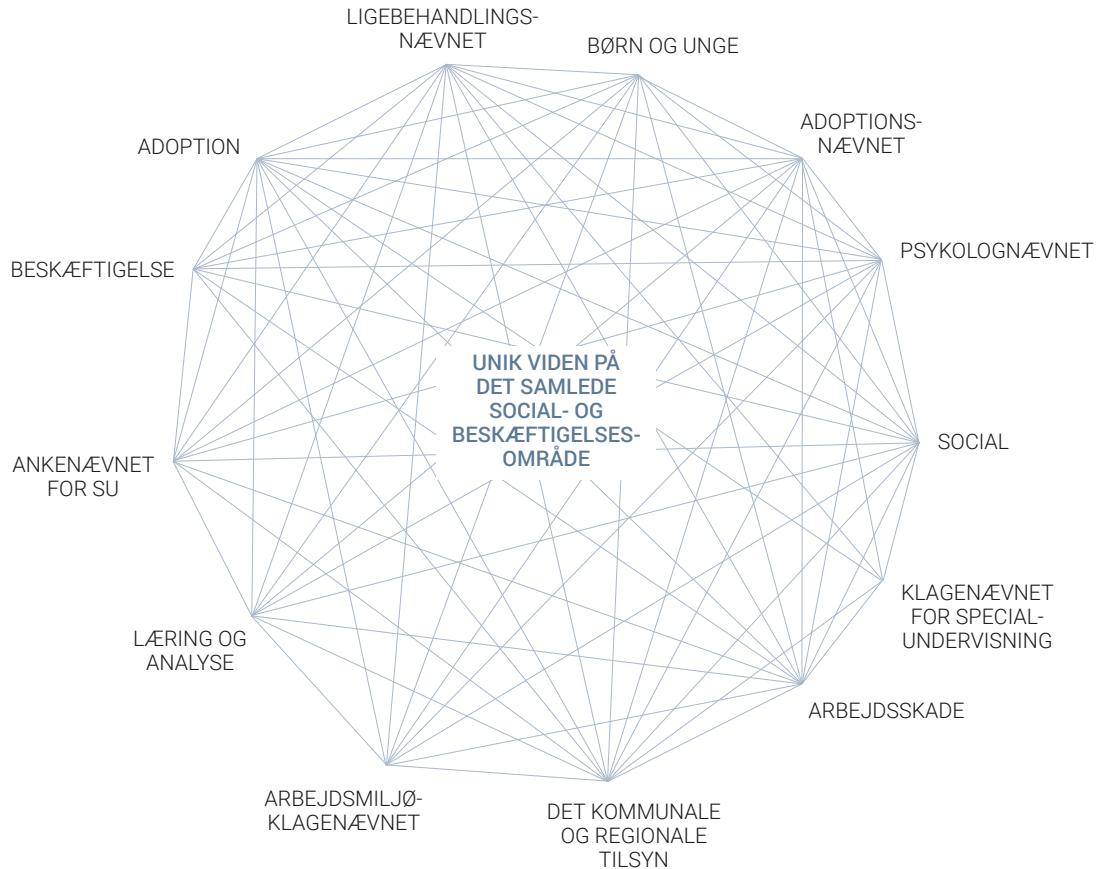 LIGEBEHANDLINGS-
NÆVNET
BØRN OG UNGE
ADOPTIONS-
NÆVNET
ADOPTION
PSYKOLOGNÆVNET
BESKÆFTIGELSE
UNIK VIDEN PÅ
DET SAMLEDE
SOCIAL- OG
BESKÆFTIGELSES-
OMRÅDE
SOCIAL
ANKENÆVNET
FOR SU
KLAGENÆVNET
FOR SPECIAL-
UNDERVISNING
LÆRING OG
ANALYSE
ARBEJDSSKADE
ARBEJDSMILJØ-
KLAGENÆVNET
DET KOMMUNALE
OG REGIONALE
TILSYN